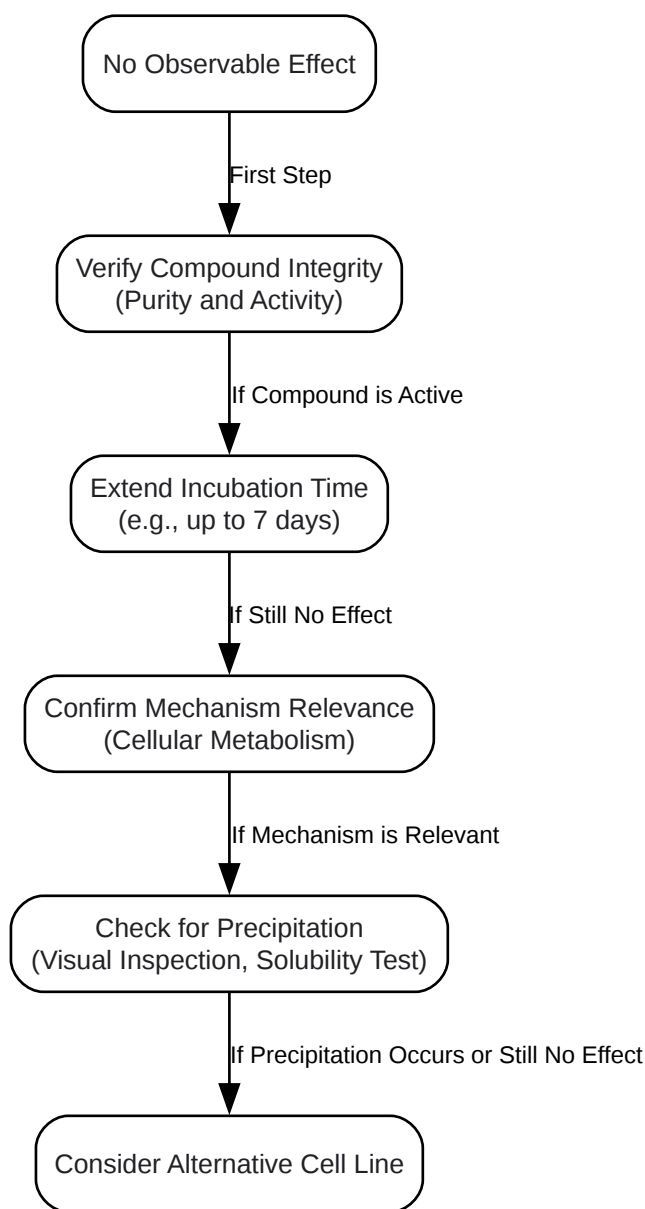 No Observable Effect
First Step
Verify Compound Integrity
(Purity and Activity)
If Compound is Active
Extend Incubation Time
(e.g., up to 7 days)
If Still No Effect
Confirm Mechanism Relevance
(Cellular Metabolism)
If Mechanism is Relevant
Check for Precipitation
(Visual Inspection, Solubility Test)
If Precipitation Occurs or Still No Effect
Consider Alternative Cell Line